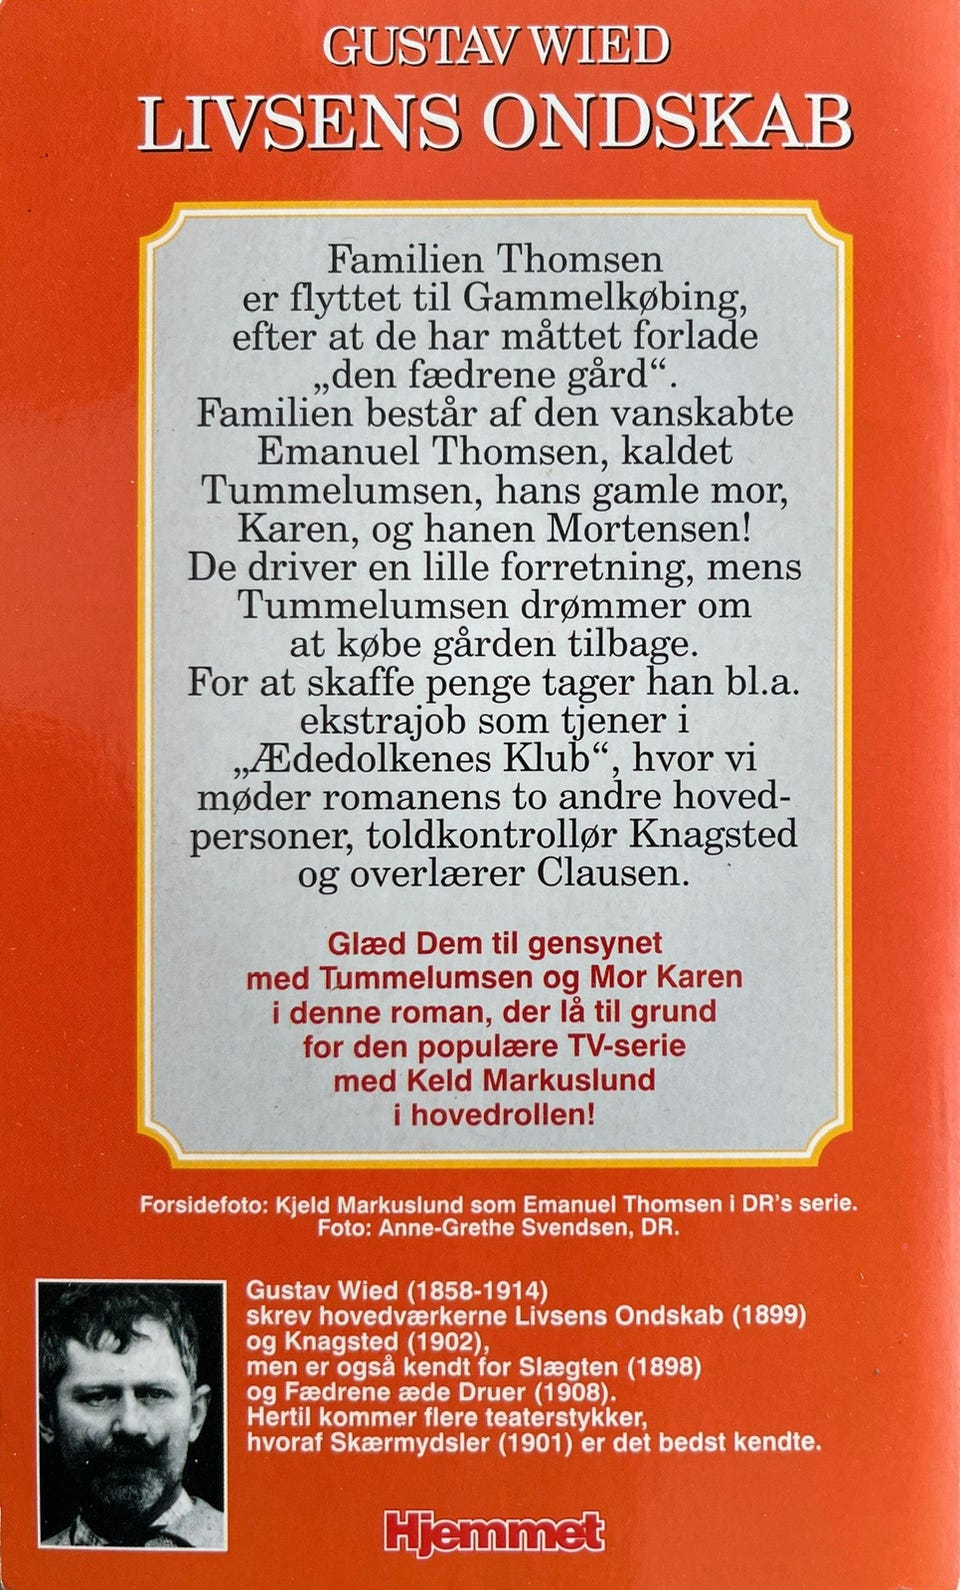 GUSTAV WIED
LIVSENS ONDSKAB
Familien Thomsen
er flyttet til Gammelkøbing,
efter at de har måttet forlade
„den fædrene gård“.
Familien består af den vanskabte
Emanuel Thomsen, kaldet
Tummelumsen, hans gamle mor,
Karen, og hanen Mortensen!
De driver en lille forretning, mens
Tummelumsen drømmer om
at købe gården tilbage.
For at skaffe penge tager han bl.a.
ekstrajob som tjener i
„Ædedolkenes Klub“, hvor vi
møder romanens to andre hoved-
personer, toldkontrollør Knagsted
og overlærer Clausen.
Glæd Dem til gensynet
med Tummelumsen og Mor Karen
i denne roman, der lå til grund
for den populære TV-serie
med Keld Markuslund
i hovedrollen!
Forsidefoto: Kjeld Markuslund som Emanuel Thomsen i DR’s serie.
Foto: Anne-Grethe Svendsen, DR.
Gustav Wied (1858-1914)
skrev hovedværkerne Livsens Ondskab (1899)
og Knagsted (1902),
men er også kendt for Slægten (1898)
og Fædrene æde Druer (1908).
Hertil kommer flere teaterstykker,
hvoraf Skærmydsler (1901) er det bedst kendte.
Hjemmet